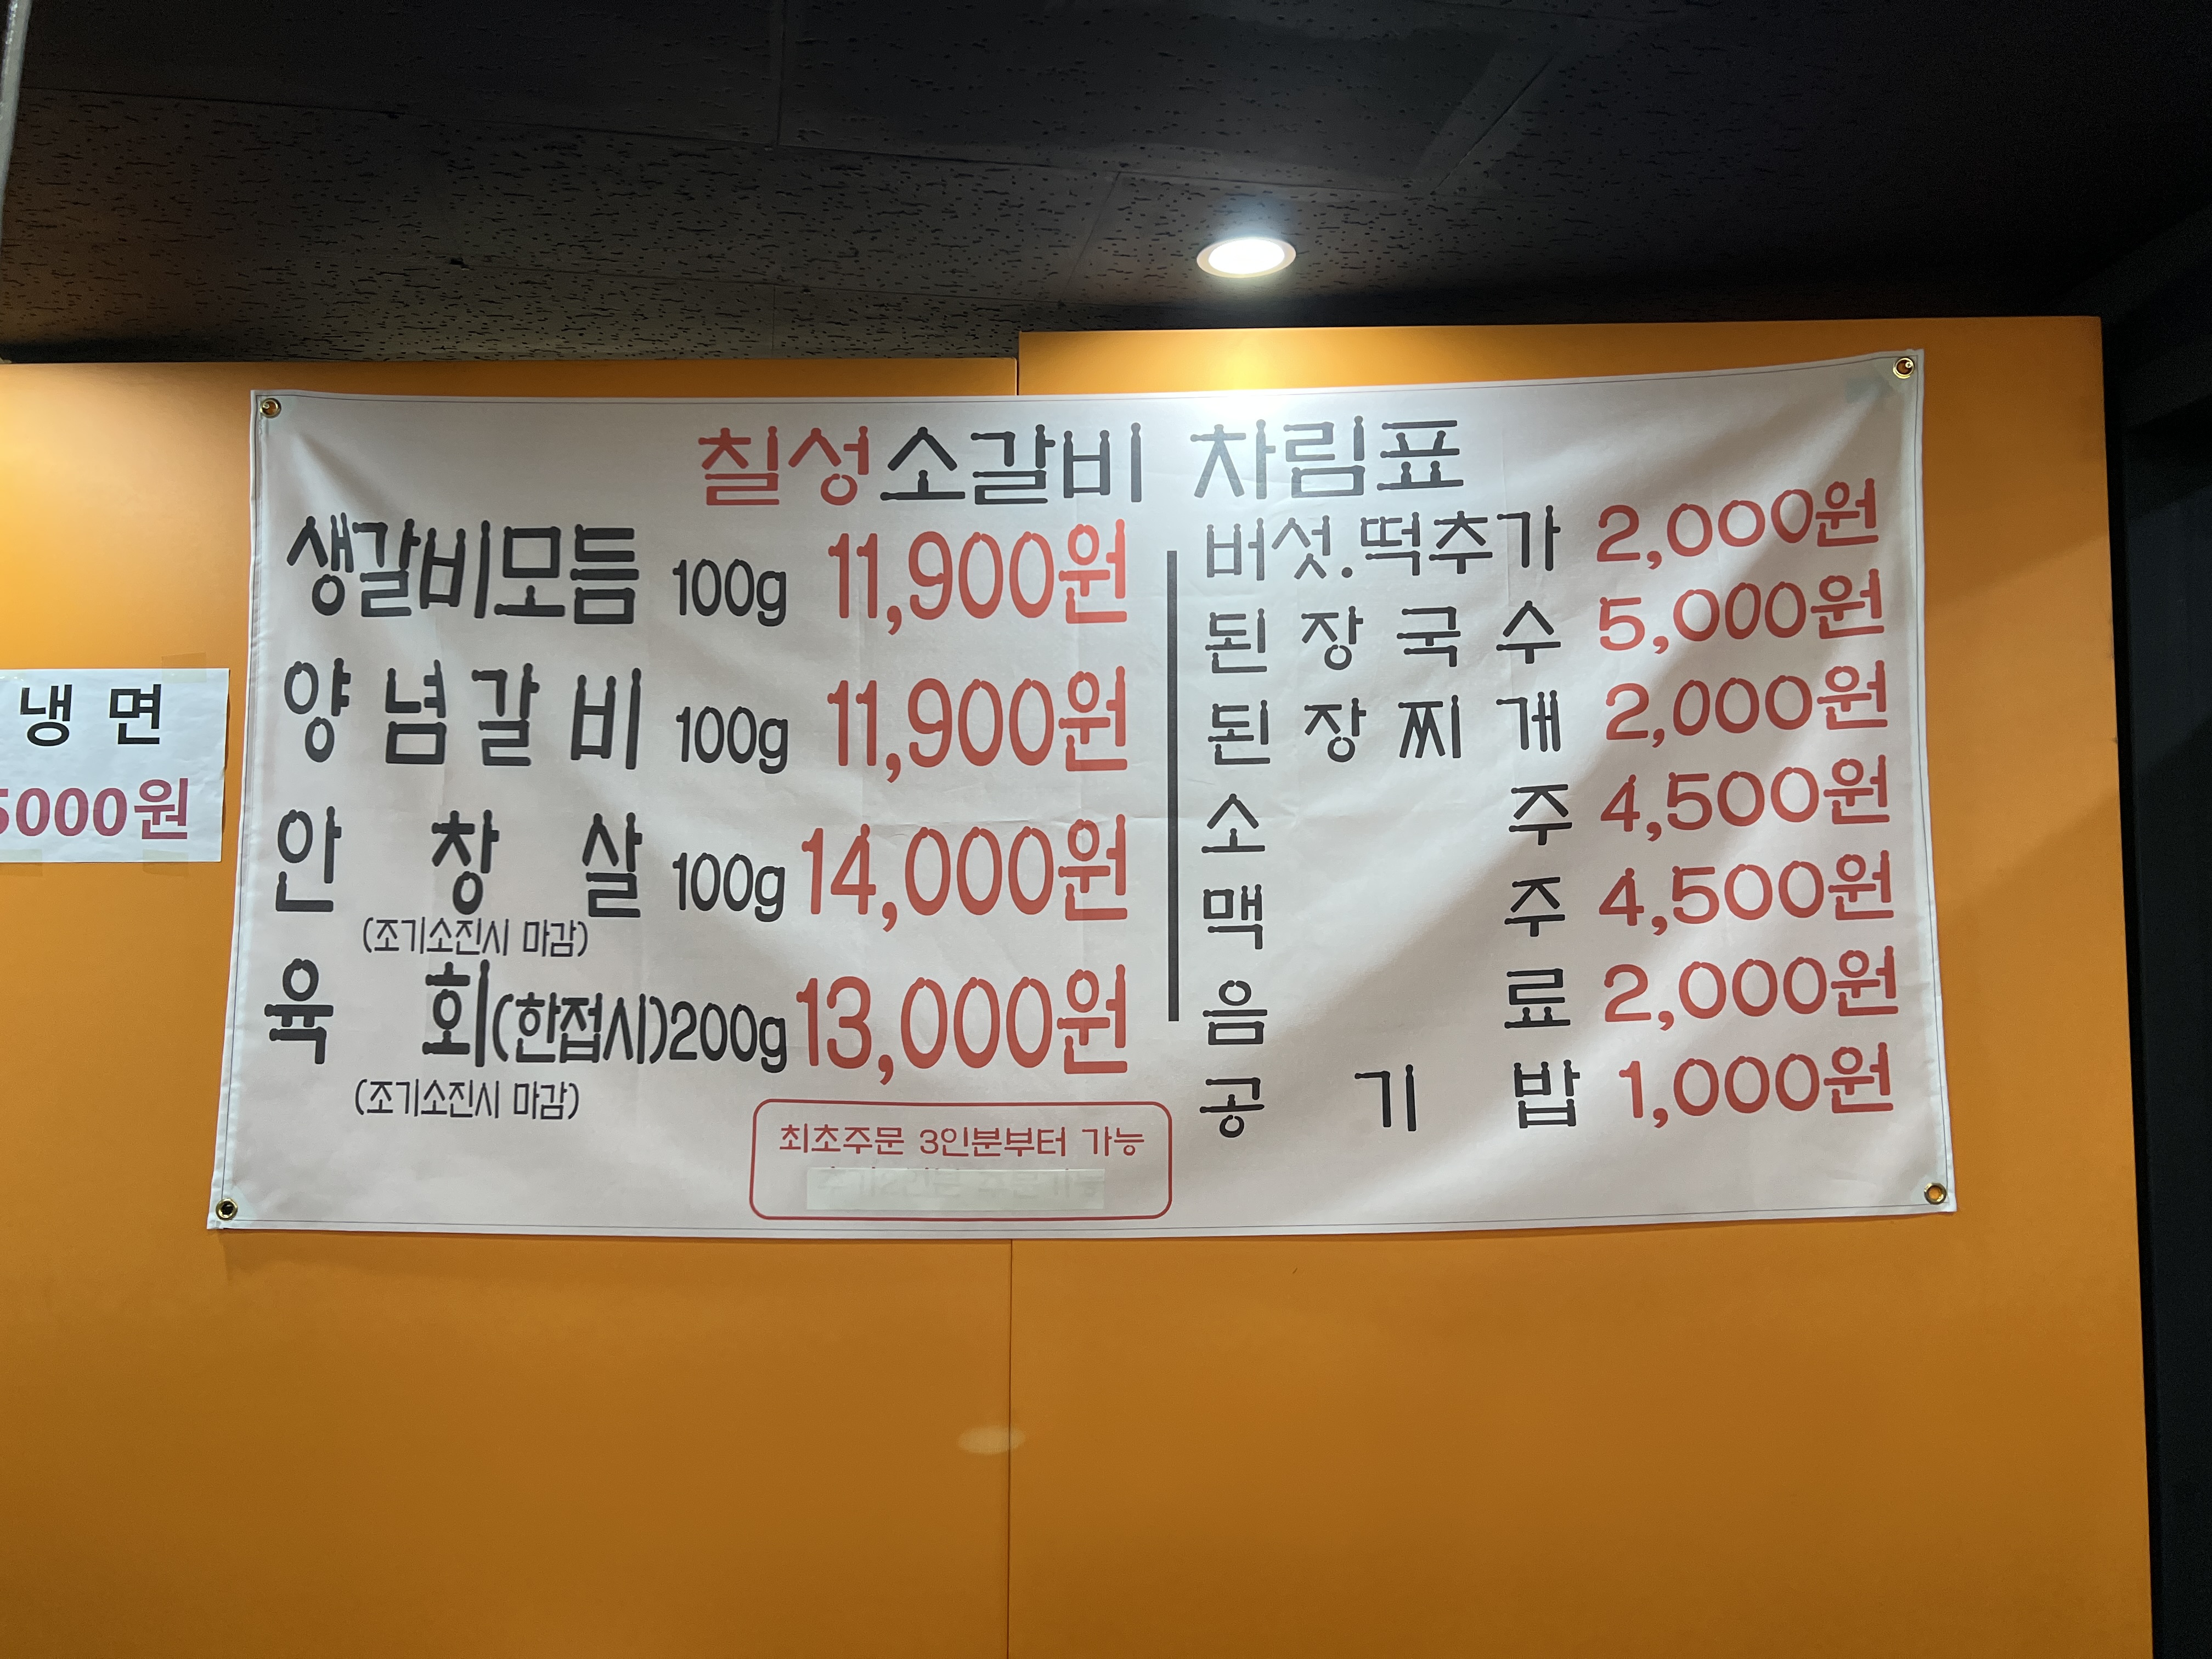 칠성소갈비 차림표
생갈비모듬 100g 11,900원
양념갈비 100g 11,900원
안창살 100g 14,000원
(조기소진시 마감)
육회(한접시)200g 13,000원
(조기소진시 마감)
최초주문 3인분부터 가능
버섯.떡추가 2,000원
된장국수 5,000원
된장찌개 2,000원
소주 4,500원
맥주 4,500원
음료 2,000원
공기밥 1,000원
냉면
5000원